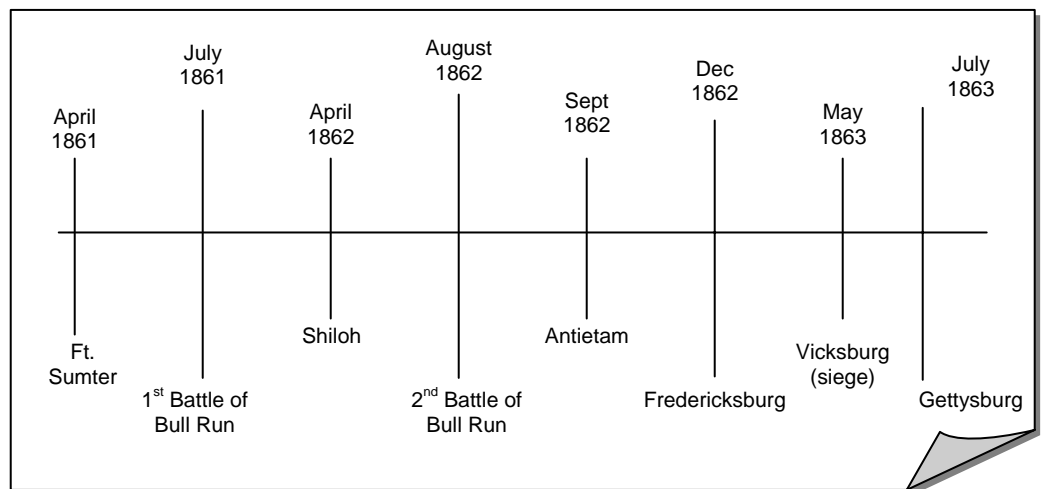 April
1861
July
1861
April
1862
August
1862
Sept
1862
Dec
1862
May
1863
July
1863
Ft.
Sumter
1st Battle of
Bull Run
Shiloh
2nd Battle of
Bull Run
Antietam
Fredericksburg
Vicksburg
(siege)
Gettysburg